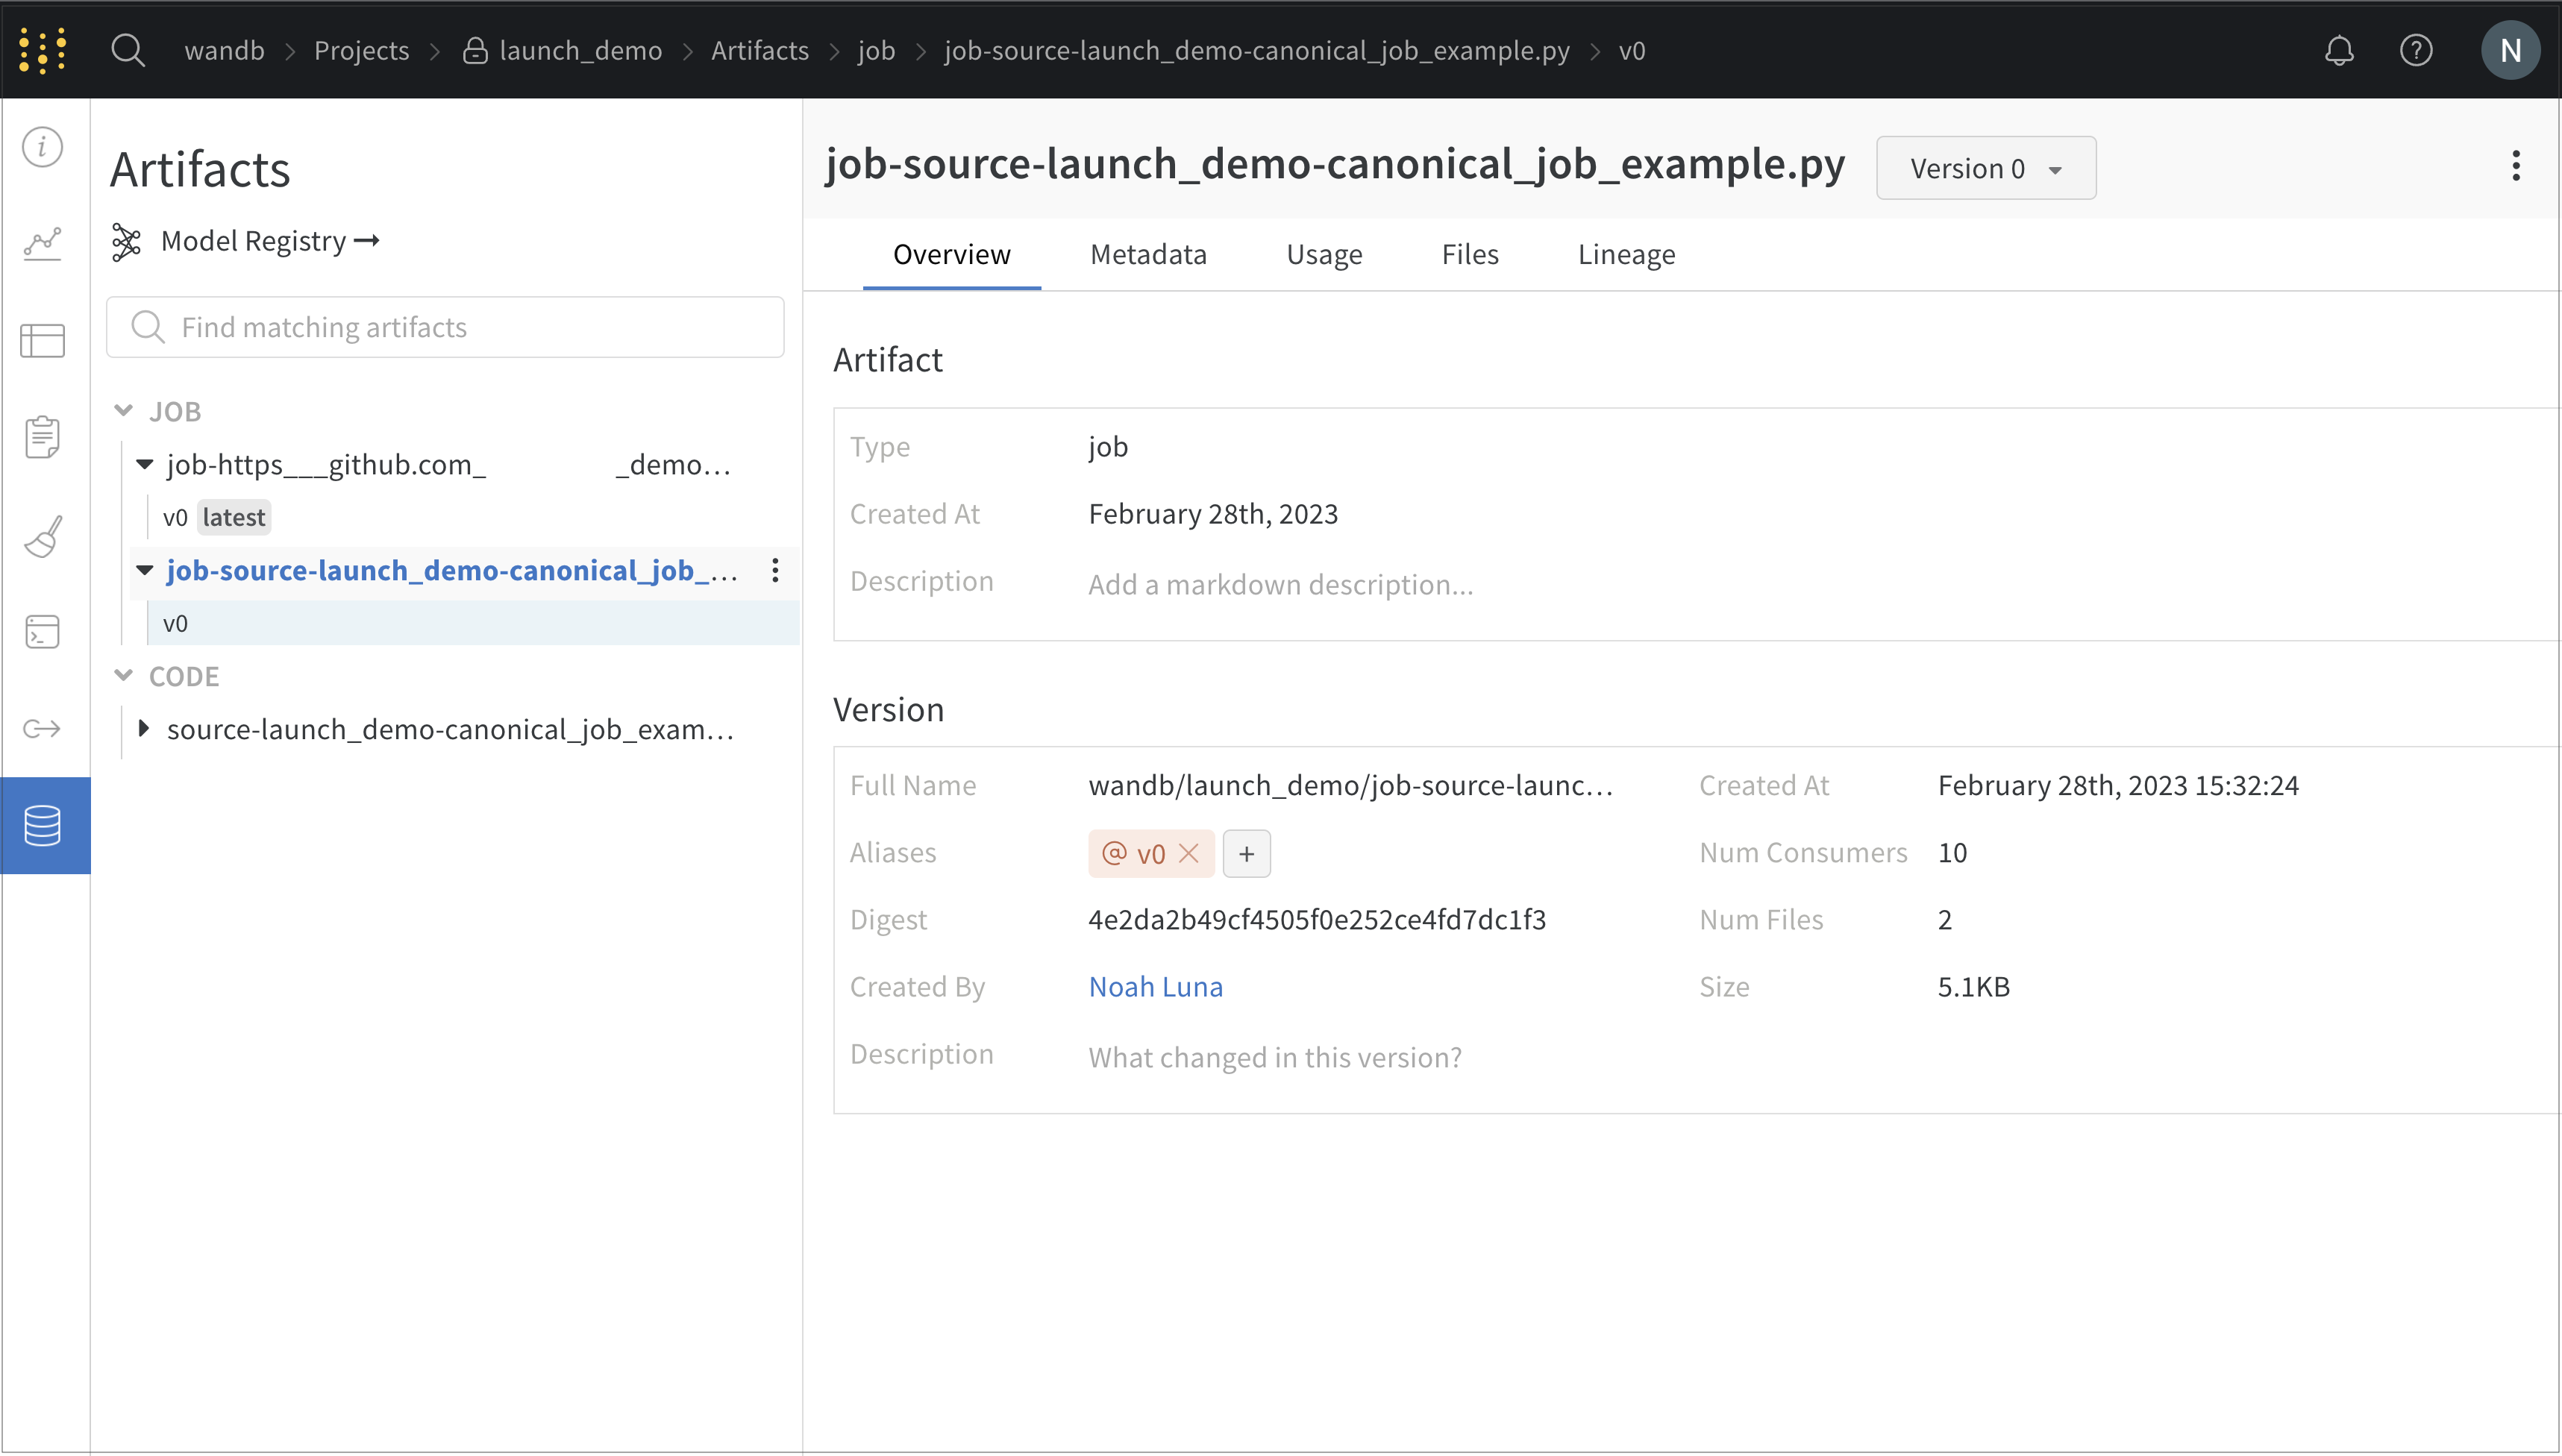 wandb > Projects > launch_demo > Artifacts > job > job-source-launch_demo-canonical_job_example.py > v0
N
Artifacts
Model Registry →
Find matching artifacts
JOB
job-https___github.com_ _demo…
v0 latest
job-source-launch_demo-canonical_job_…
v0
CODE
source-launch_demo-canonical_job_exam…
job-source-launch_demo-canonical_job_example.py
Version 0
Overview Metadata Usage Files Lineage
Artifact
Type job
Created At February 28th, 2023
Description Add a markdown description...
Version
Full Name wandb/launch_demo/job-source-launc… Created At February 28th, 2023 15:32:24
Aliases @ v0 × + Num Consumers 10
Digest 4e2da2b49cf4505f0e252ce4fd7dc1f3 Num Files 2
Created By Noah Luna Size 5.1KB
Description What changed in this version?